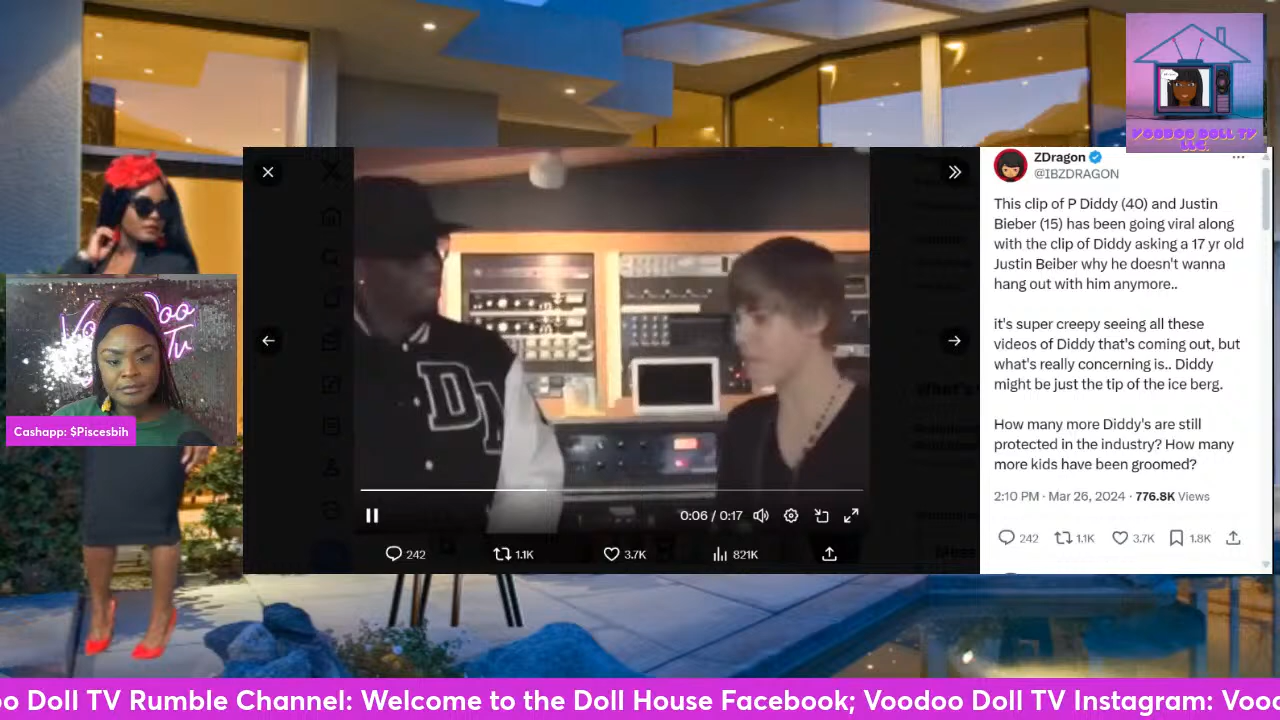 VOODOO DOLL TV
LLC.
ZDragon
@IBZDRAGON
This clip of P Diddy (40) and Justin
Bieber (15) has been going viral along
with the clip of Diddy asking a 17 yr old
Justin Beiber why he doesn't wanna
hang out with him anymore..
it's super creepy seeing all these
videos of Diddy that's coming out, but
what's really concerning is.. Diddy
might be just the tip of the ice berg.
How many more Diddy's are still
protected in the industry? How many
more kids have been groomed?
2:10 PM · Mar 26, 2024 · 776.8K Views
242 1.1K 3.7K 1.8K
0:06 / 0:17
242 1.1K 3.7K 821K
Cashapp: $Piscesbih
oo Doll TV Rumble Channel: Welcome to the Doll House Facebook; Voodoo Doll TV Instagram: Vooc